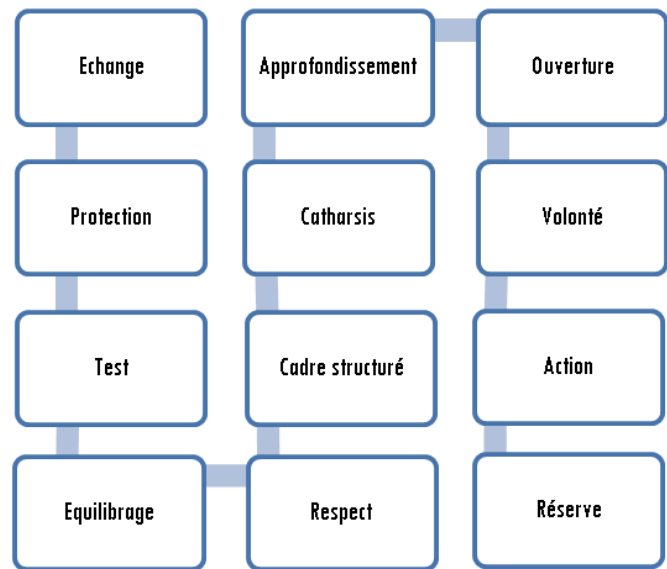 Echange
Protection
Test
Equilibrage
Respect
Cadre structuré
Catharsis
Approfondissement
Ouverture
Volonté
Action
Réserve